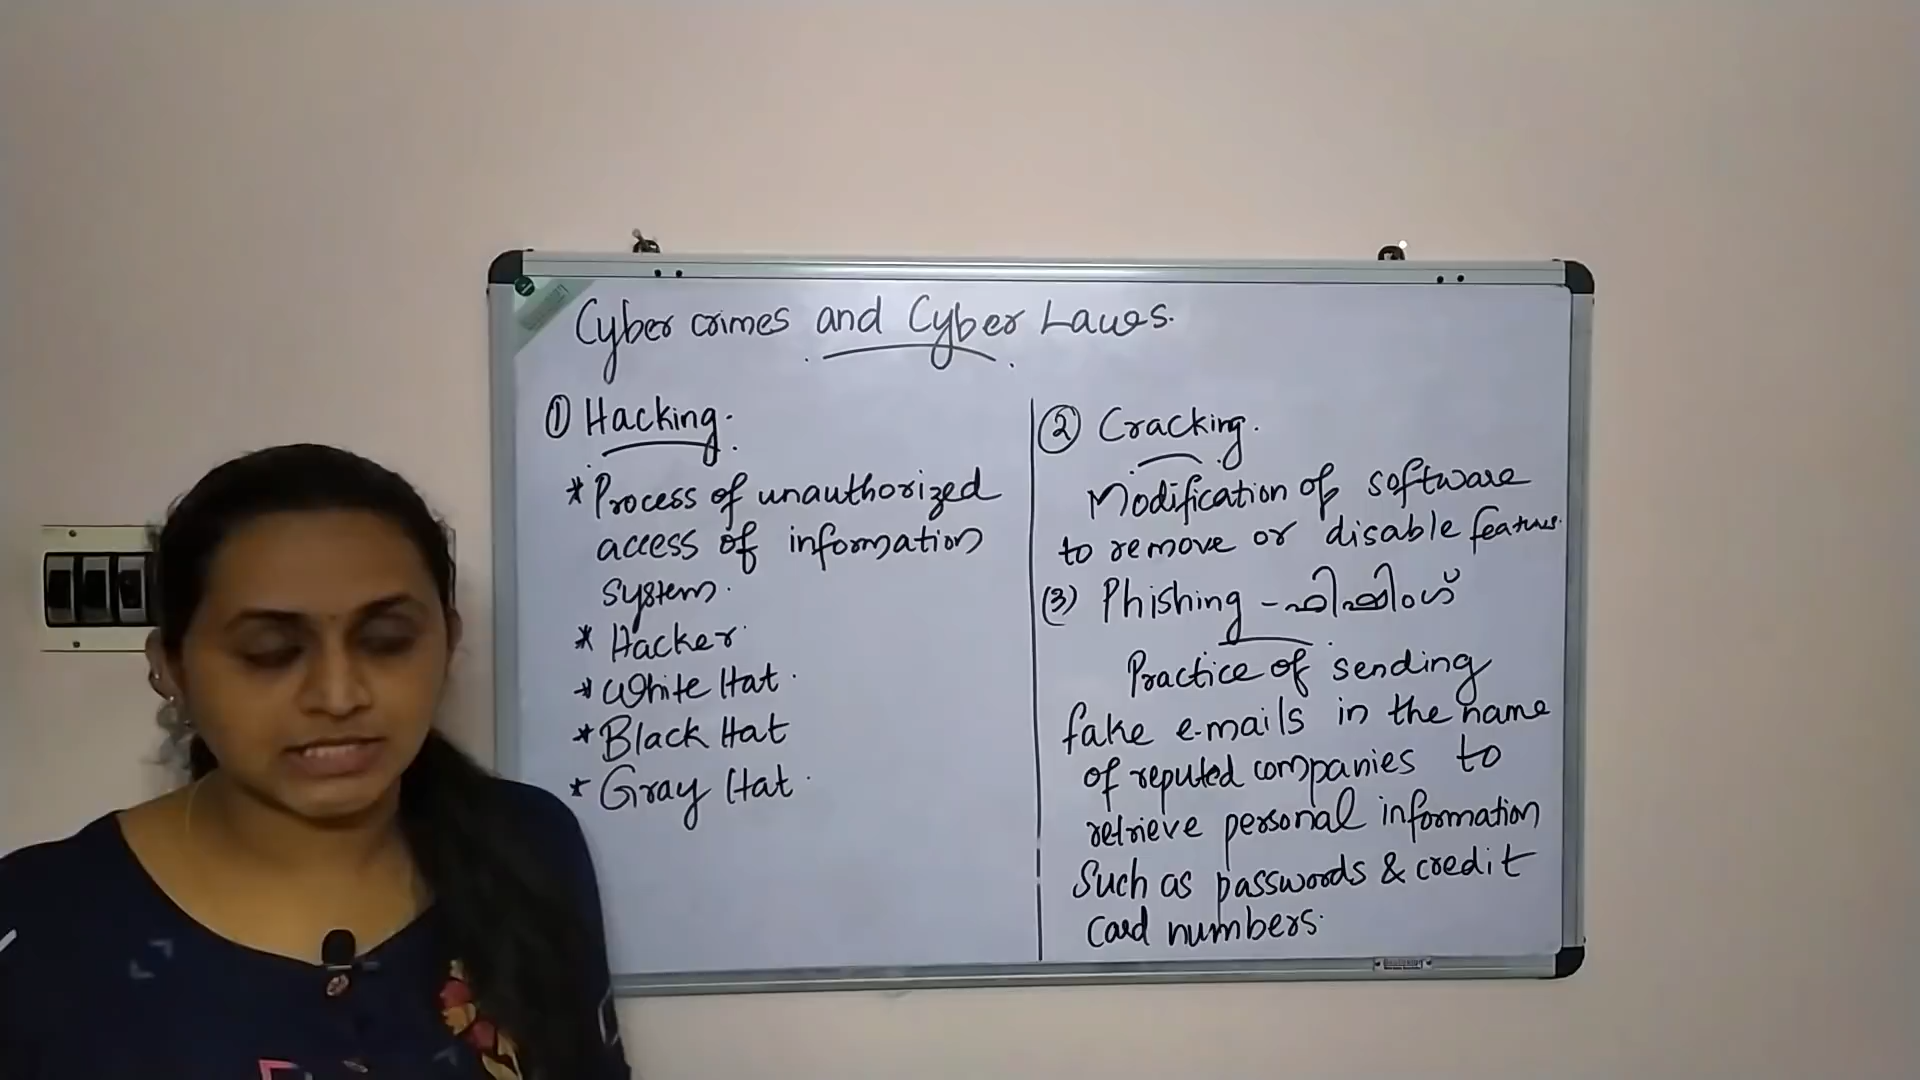 Cyber crimes and Cyber Laws.
① Hacking.
* Process of unauthorized
access of information
system.
* Hacker
* White Hat.
* Black Hat
* Gray Hat.
② Cracking.
Modification of software
to remove or disable features.
(3) Phishing - ഫിഷിംഗ്
Practice of sending
fake e-mails in the name
of reputed companies to
retrieve personal information
Such as passwords & credit
Card numbers.